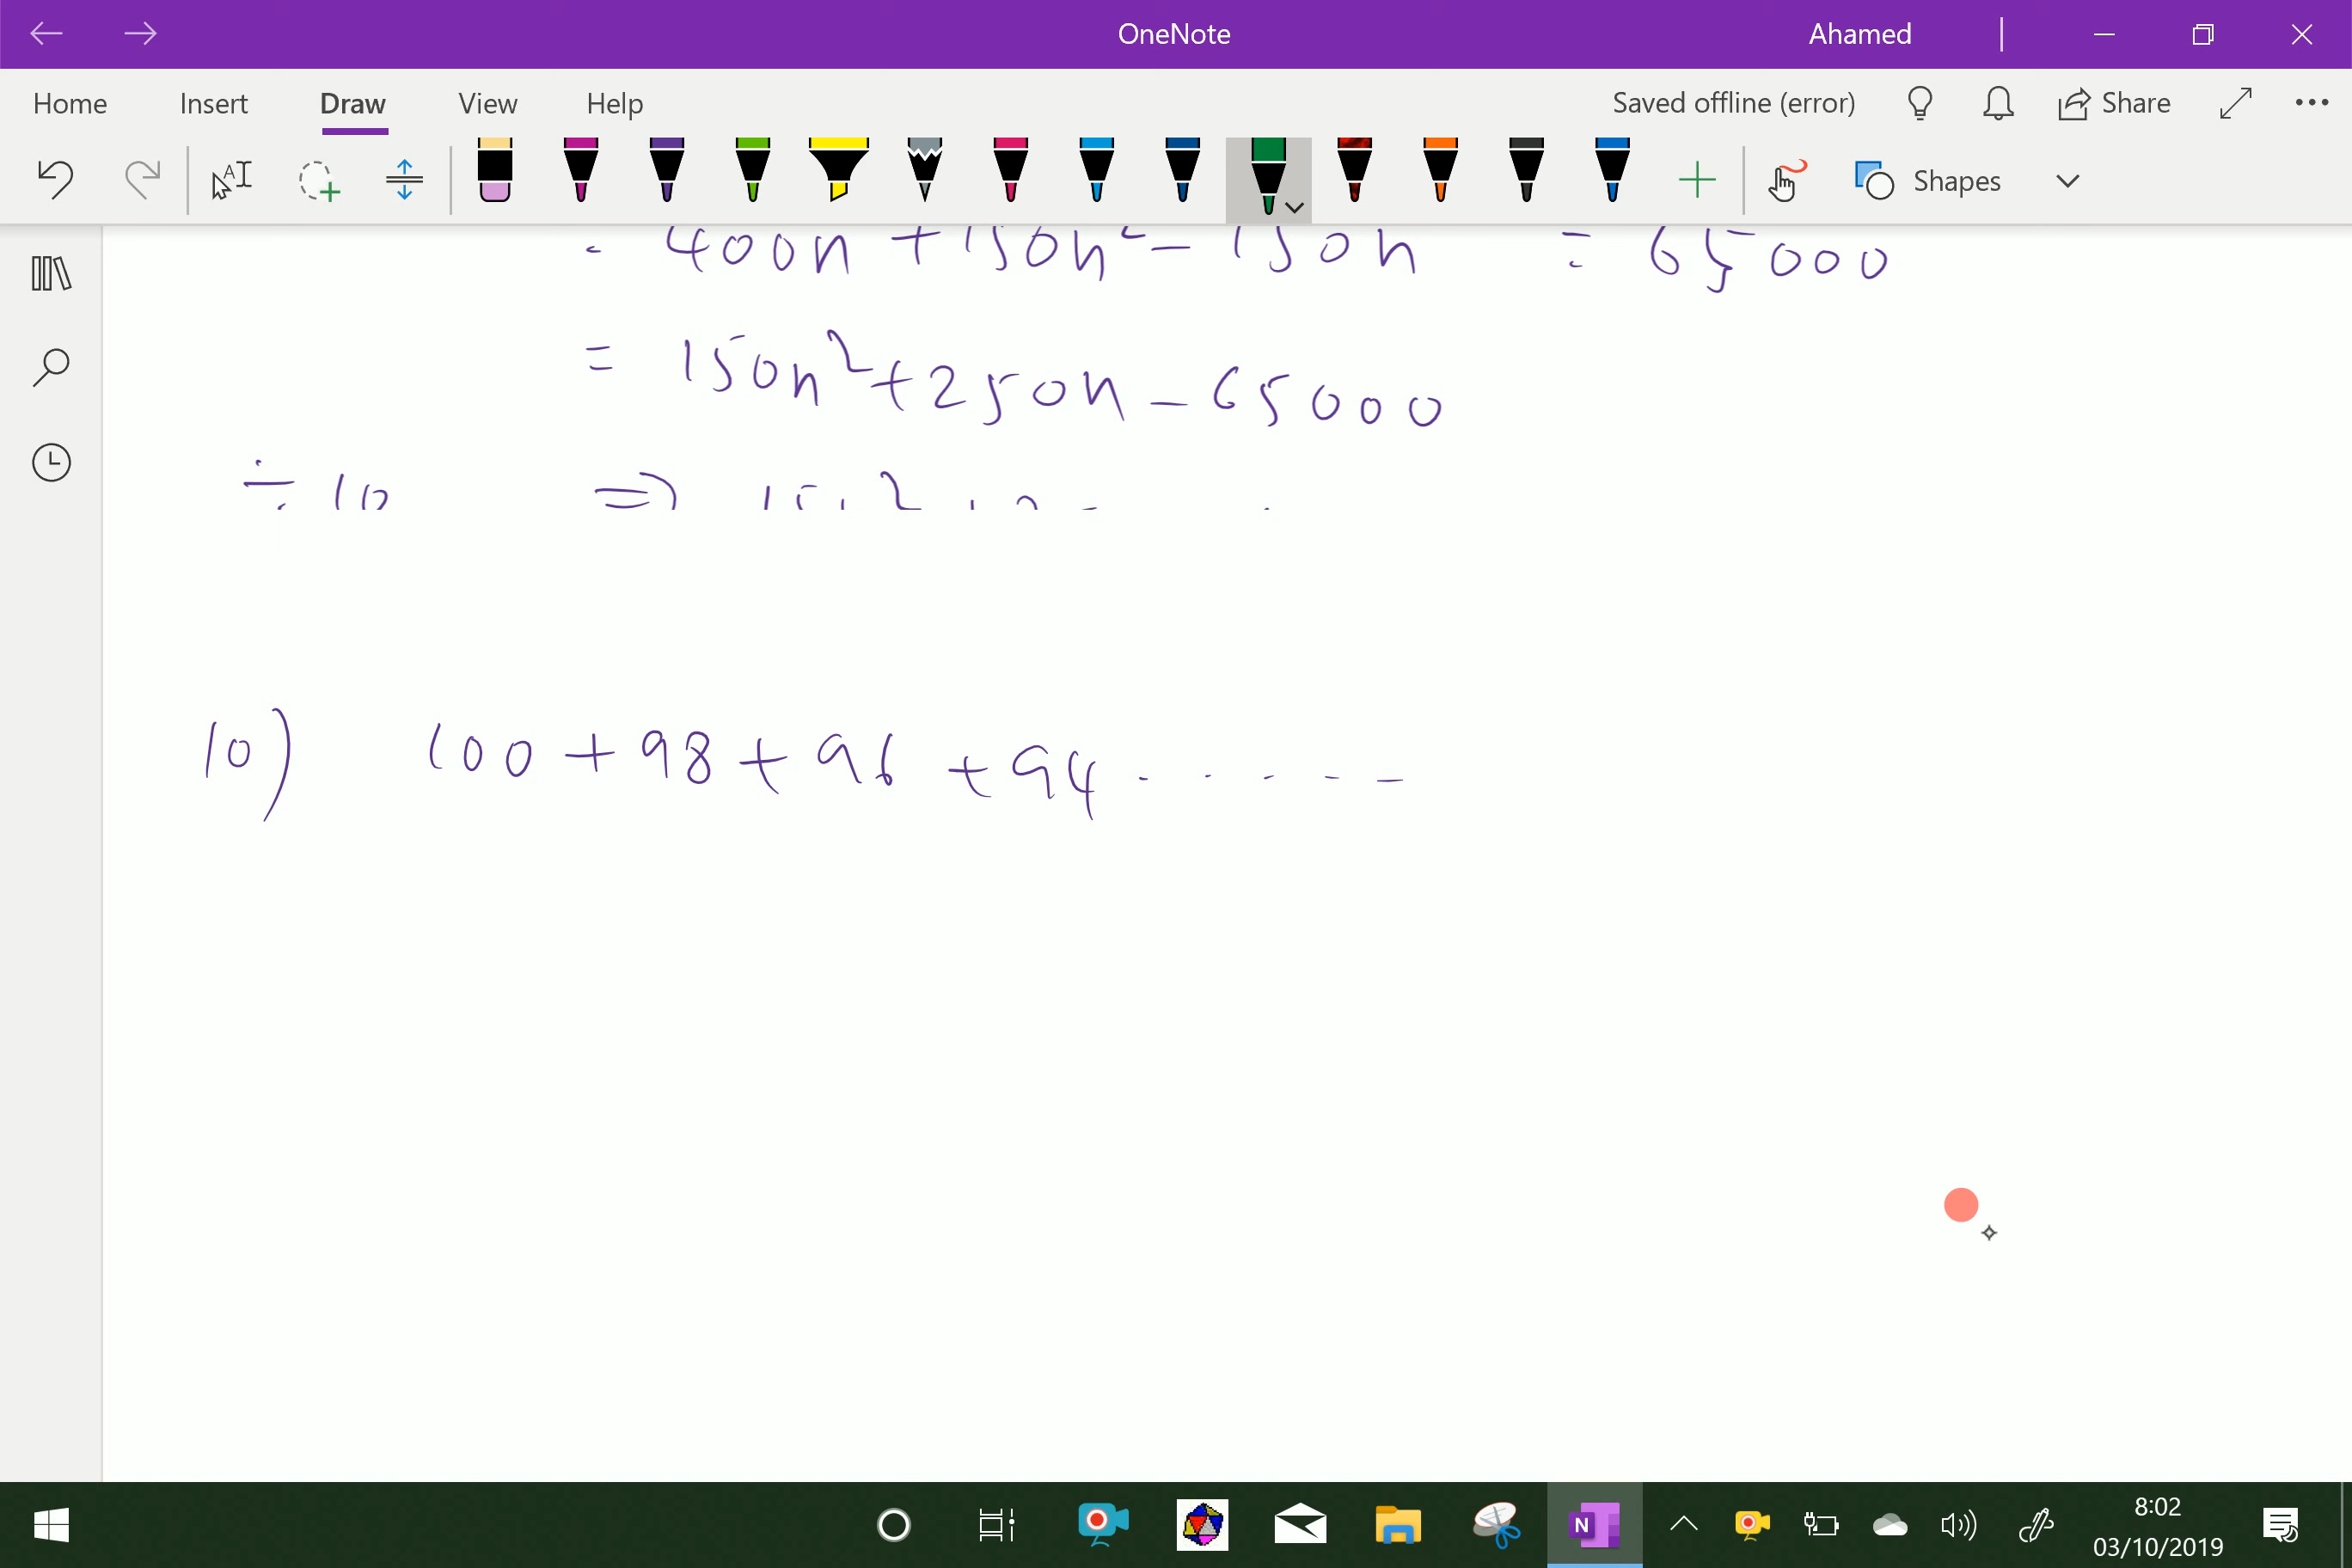 OneNote
Ahamed
Home Insert Draw View Help
Saved offline (error) Share
Shapes
= 400n + 150n² - 150n = 65000
= 150n² + 250n - 65000
÷ 10 ⇒
10) 100 + 98 + 96 + 94 . . . . -
8:02
03/10/2019